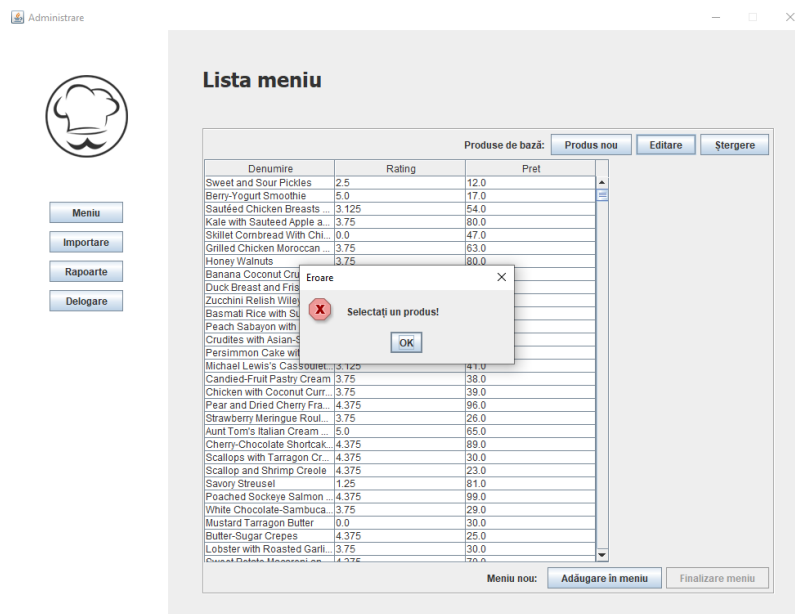 Administrare
Lista meniu
Produse de bază: Produs nou Editare Ștergere
Meniu
Importare
Rapoarte
Delogare
Denumire Rating Pret
Sweet and Sour Pickles 2.5 12.0
Berry-Yogurt Smoothie 5.0 17.0
Sautéed Chicken Breasts ... 3.125 54.0
Kale with Sauteed Apple a... 3.75 80.0
Skillet Cornbread With Chi... 0.0 47.0
Grilled Chicken Moroccan ... 3.75 63.0
Honey Walnuts 3.75 80.0
Banana Coconut Cru
Duck Breast and Fris
Zucchini Relish Wiley
Basmati Rice with Su
Peach Sabayon with
Crudites with Asian-S
Persimmon Cake wit
Eroare
Selectați un produs!
OK
Michael Lewis's Cassoulet... 3.125 41.0
Candied-Fruit Pastry Cream 3.75 38.0
Chicken with Coconut Curr... 3.75 39.0
Pear and Dried Cherry Fra... 4.375 96.0
Strawberry Meringue Roul... 3.75 26.0
Aunt Tom's Italian Cream ... 5.0 65.0
Cherry-Chocolate Shortcak... 4.375 89.0
Scallops with Tarragon Cr... 4.375 30.0
Scallop and Shrimp Creole 4.375 23.0
Savory Streusel 1.25 81.0
Poached Sockeye Salmon ... 4.375 99.0
White Chocolate-Sambuca... 3.75 29.0
Mustard Tarragon Butter 0.0 30.0
Butter-Sugar Crepes 4.375 25.0
Lobster with Roasted Garli... 3.75 30.0
Sweet Potato Macaroni an... 4.375 79.0
Meniu nou: Adăugare în meniu Finalizare meniu